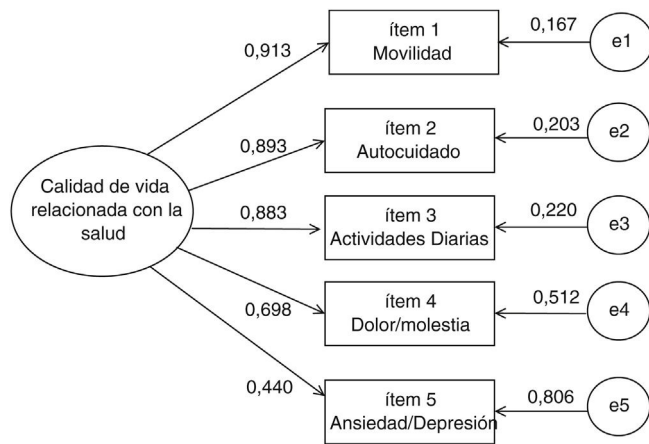 ítem 1
Movilidad
0,913
0,167
e1
ítem 2
Autocuidado
0,893
0,203
e2
Calidad de vida
relacionada con la
salud
0,883
ítem 3
Actividades Diarias
0,220
e3
0,698
ítem 4
Dolor/molestia
0,512
e4
0,440
ítem 5
Ansiedad/Depresión
0,806
e5